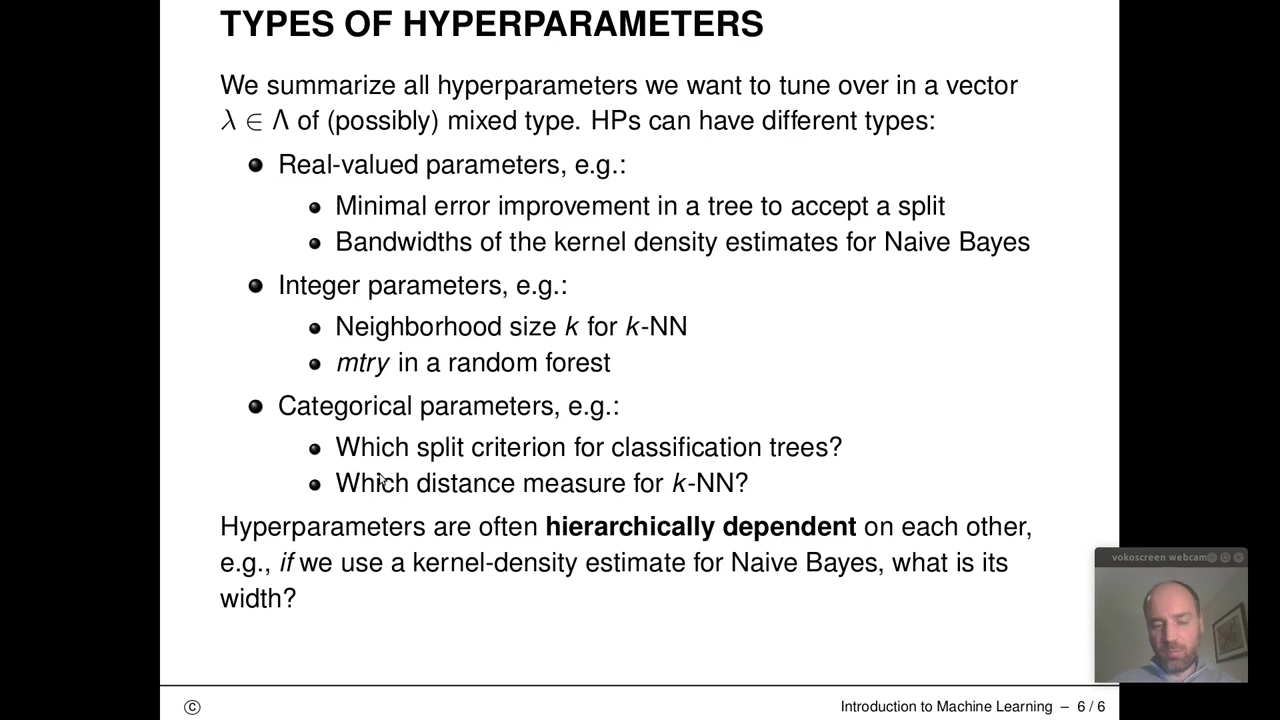 TYPES OF HYPERPARAMETERS
We summarize all hyperparameters we want to tune over in a vector
λ ∈ Λ of (possibly) mixed type. HPs can have different types:
Real-valued parameters, e.g.:
Minimal error improvement in a tree to accept a split
Bandwidths of the kernel density estimates for Naive Bayes
Integer parameters, e.g.:
Neighborhood size k for k-NN
mtry in a random forest
Categorical parameters, e.g.:
Which split criterion for classification trees?
Which distance measure for k-NN?
Hyperparameters are often hierarchically dependent on each other,
e.g., if we use a kernel-density estimate for Naive Bayes, what is its
width?
vokoscreen webcam
© Introduction to Machine Learning – 6 / 6